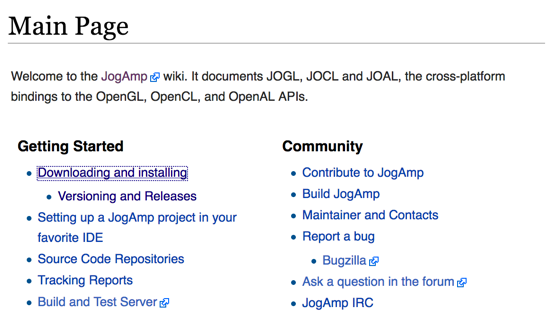 Main Page
Welcome to the JogAmp wiki. It documents JOGL, JOCL and JOAL, the cross-platform
bindings to the OpenGL, OpenCL, and OpenAL APIs.
Getting Started
Downloading and installing
Versioning and Releases
Setting up a JogAmp project in your
favorite IDE
Source Code Repositories
Tracking Reports
Build and Test Server
Community
Contribute to JogAmp
Build JogAmp
Maintainer and Contacts
Report a bug
Bugzilla
Ask a question in the forum
JogAmp IRC